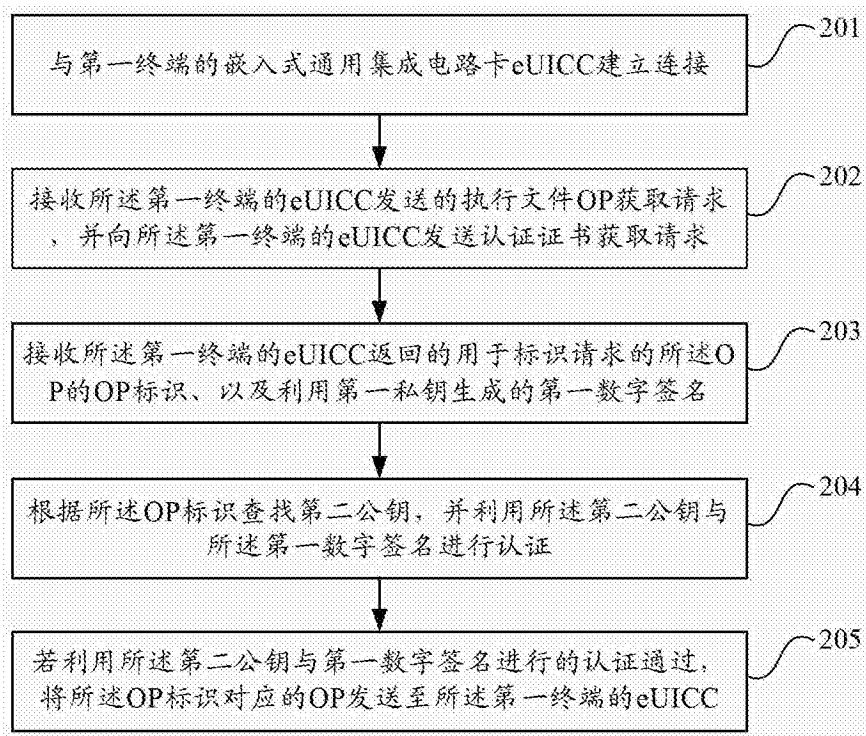 与第一终端的嵌入式通用集成电路卡eUICC建立连接
201
接收所述第一终端的eUICC发送的执行文件OP获取请求
、并向所述第一终端的eUICC发送认证证书获取请求
202
接收所述第一终端的eUICC返回的用于标识请求的所述O
P的OP标识、以及利用第一私钥生成的第一数字签名
203
根据所述OP标识查找第二公钥，并利用所述第二公钥与
所述第一数字签名进行认证
204
若利用所述第二公钥与第一数字签名进行的认证通过，
将所述OP标识对应的OP发送至所述第一终端的eUICC
205